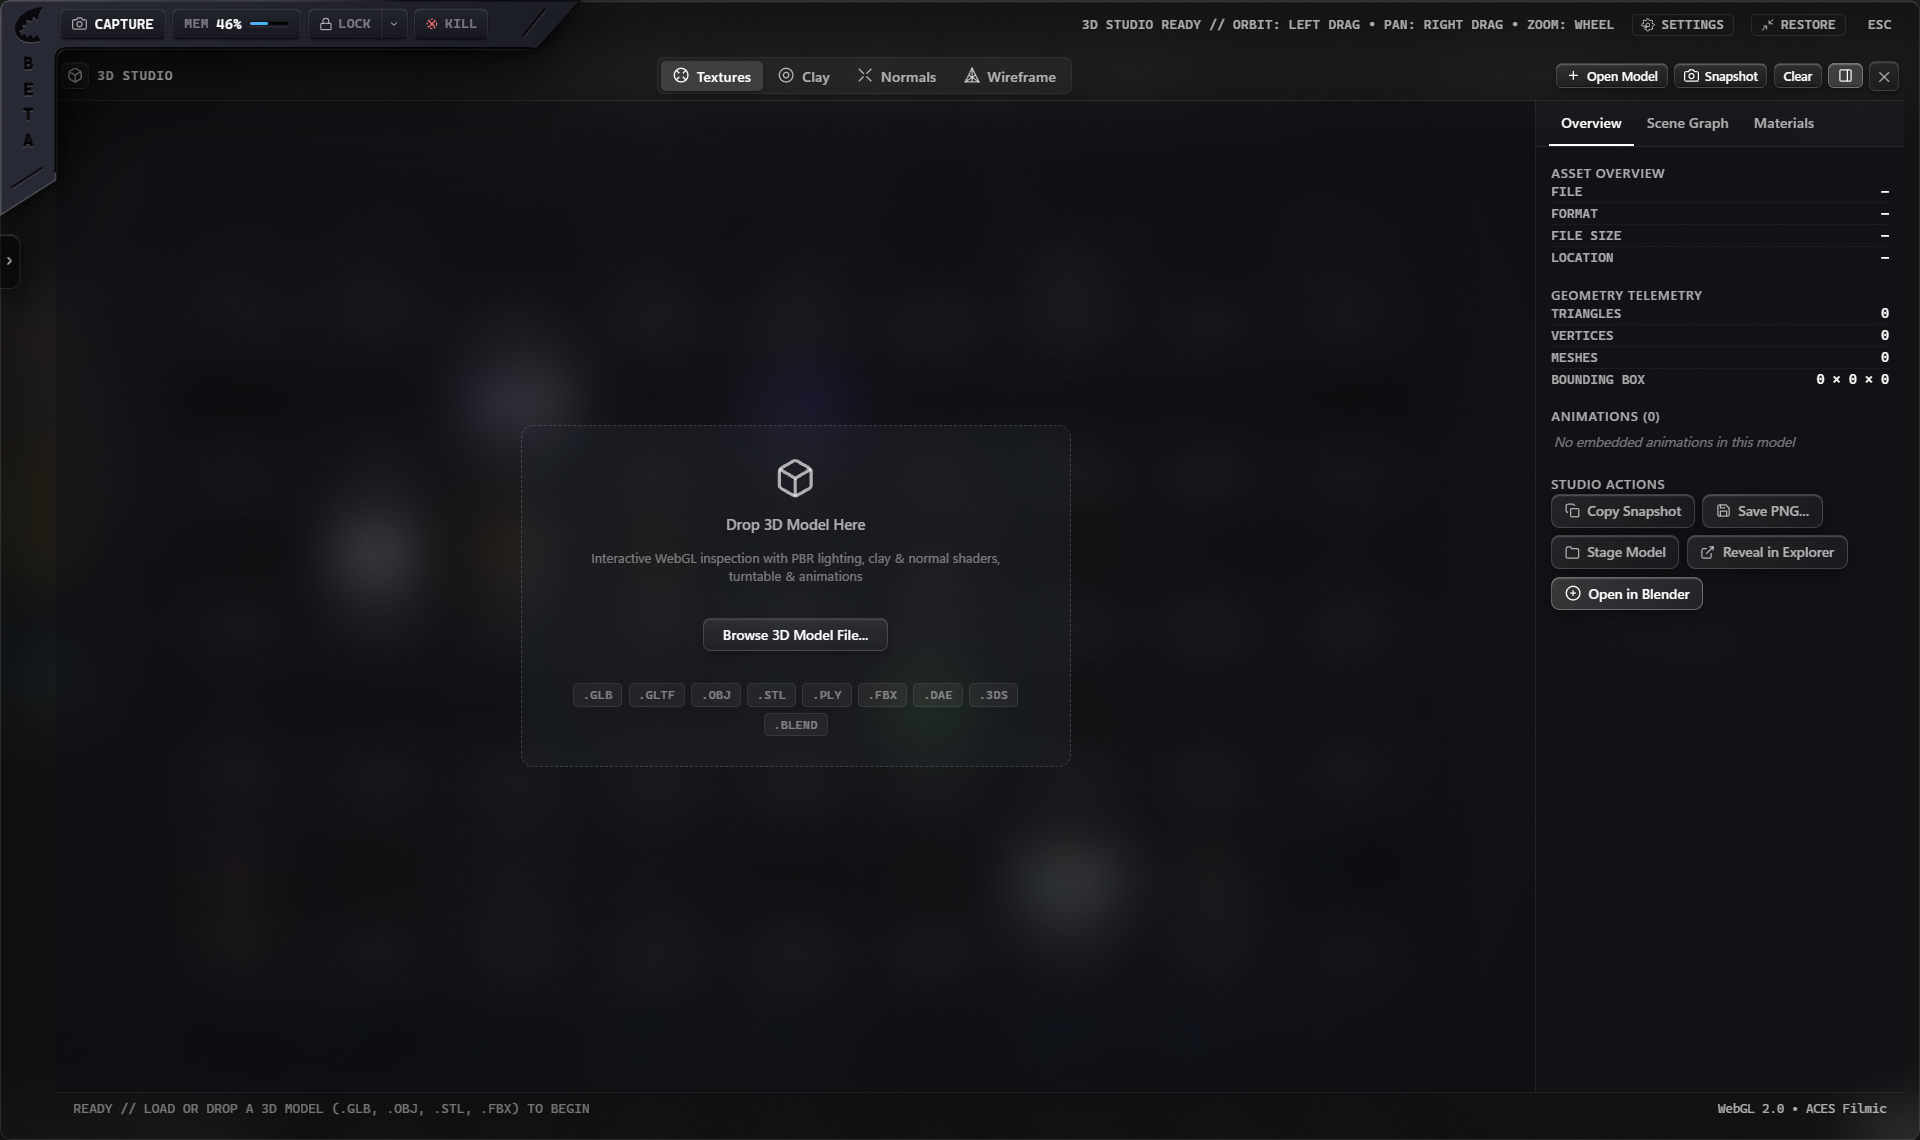 CAPTURE MEM 46% LOCK KILL 3D STUDIO READY // ORBIT: LEFT DRAG • PAN: RIGHT DRAG • ZOOM: WHEEL SETTINGS RESTORE ESC
B
E
T
A
3D STUDIO Textures Clay Normals Wireframe + Open Model Snapshot Clear
Overview Scene Graph Materials
ASSET OVERVIEW
FILE –
FORMAT –
FILE SIZE –
LOCATION –
GEOMETRY TELEMETRY
TRIANGLES 0
VERTICES 0
MESHES 0
BOUNDING BOX 0 × 0 × 0
ANIMATIONS (0)
No embedded animations in this model
STUDIO ACTIONS
Copy Snapshot Save PNG...
Stage Model Reveal in Explorer
Open in Blender
Drop 3D Model Here
Interactive WebGL inspection with PBR lighting, clay & normal shaders,
turntable & animations
Browse 3D Model File...
.GLB .GLTF .OBJ .STL .PLY .FBX .DAE .3DS
.BLEND
READY // LOAD OR DROP A 3D MODEL (.GLB, .OBJ, .STL, .FBX) TO BEGIN
WebGL 2.0 • ACES Filmic